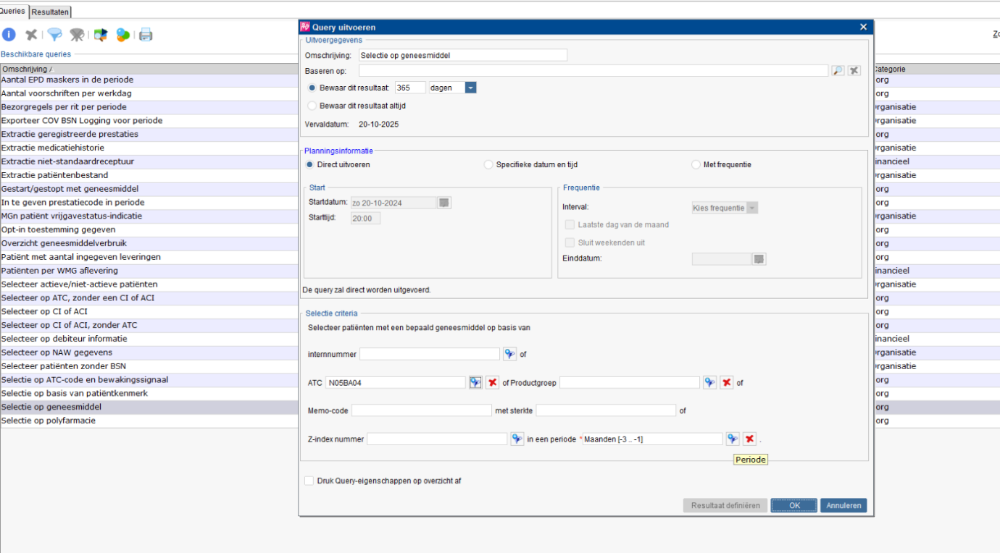 Queries Resultaten
Zo
Beschikbare queries
Omschrijving
Categorie
Aantal EPD maskers in de periode
Aantal voorschriften per werkdag
Bezorgregels per rit per periode
Exporteer COV BSN Logging voor periode
Extractie geregistreerde prestaties
Extractie medicatiehistorie
Extractie niet-standaardreceptuur
Extractie patiëntenbestand
Gestart/gestopt met geneesmiddel
In te geven prestatiecode in periode
MGn patiënt vrijgavestatus-indicatie
Opt-in toestemming gegeven
Overzicht geneesmiddelverbruik
Patiënt met aantal ingegeven leveringen
Patiënten per WMG aflevering
Selecteer actieve/niet-actieve patiënten
Selecteer op ATC, zonder een CI of ACI
Selecteer op CI of ACI
Selecteer op CI of ACI, zonder ATC
Selecteer op debiteur informatie
Selecteer op NAW gegevens
Selecteer patiënten zonder BSN
Selectie op ATC-code en bewakingssignaal
Selectie op basis van patiëntkenmerk
Selectie op geneesmiddel
Selectie op polyfarmacie
Query uitvoeren
Uitvoergegevens
Omschrijving: Selectie op geneesmiddel
Baseren op:
Bewaar dit resultaat: 365 dagen
Bewaar dit resultaat altijd
Vervaldatum: 20-10-2025
Planningsinformatie
Direct uitvoeren Specifieke datum en tijd Met frequentie
Start
Startdatum: zo 20-10-2024
Starttijd: 20:00
Frequentie
Interval: Kies frequentie
Laatste dag van de maand
Sluit weekenden uit
Einddatum:
De query zal direct worden uitgevoerd.
Selectie criteria
Selecteer patiënten met een bepaald geneesmiddel op basis van
internnummer of
ATC N05BA04 of Productgroep of
Memo-code met sterkte of
Z-index nummer in een periode * Maanden [-3 .. -1] .
Periode
Druk Query-eigenschappen op overzicht af
Resultaat definiëren OK Annuleren
org
org
rganisatie
rganisatie
org
rganisatie
inancieel
rganisatie
org
org
rganisatie
org
org
org
inancieel
rganisatie
org
org
org
inancieel
rganisatie
rganisatie
org
org
org
org